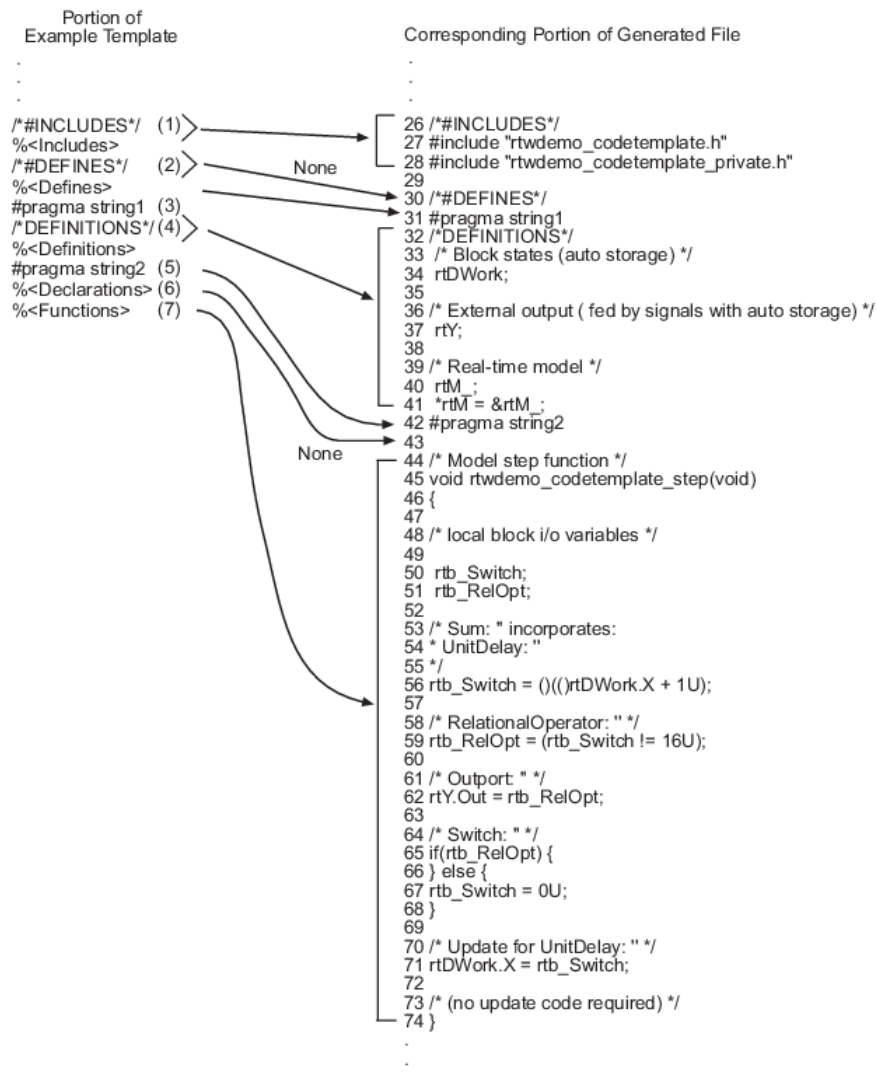 Portion of
Example Template
.
.
.
/*#INCLUDES*/ (1)
%<Includes>
/*#DEFINES*/ (2)
%<Defines>
#pragma string1 (3)
/*DEFINITIONS*/ (4)
%<Definitions>
#pragma string2 (5)
%<Declarations> (6)
%<Functions> (7)
None
None
Corresponding Portion of Generated File
.
.
.
26 /*#INCLUDES*/
27 #include "rtwdemo_codetemplate.h"
28 #include "rtwdemo_codetemplate_private.h"
29
30 /*#DEFINES*/
31 #pragma string1
32 /*DEFINITIONS*/
33 /* Block states (auto storage) */
34 rtDWork;
35
36 /* External output ( fed by signals with auto storage) */
37 rtY;
38
39 /* Real-time model */
40 rtM_;
41 *rtM = &rtM_;
42 #pragma string2
43
44 /* Model step function */
45 void rtwdemo_codetemplate_step(void)
46 {
47
48 /* local block i/o variables */
49
50 rtb_Switch;
51 rtb_RelOpt;
52
53 /* Sum: '' incorporates:
54 * UnitDelay: ''
55 */
56 rtb_Switch = ()(()rtDWork.X + 1U);
57
58 /* RelationalOperator: '' */
59 rtb_RelOpt = (rtb_Switch != 16U);
60
61 /* Outport: '' */
62 rtY.Out = rtb_RelOpt;
63
64 /* Switch: '' */
65 if(rtb_RelOpt) {
66 } else {
67 rtb_Switch = 0U;
68 }
69
70 /* Update for UnitDelay: '' */
71 rtDWork.X = rtb_Switch;
72
73 /* (no update code required) */
74 }
.
.